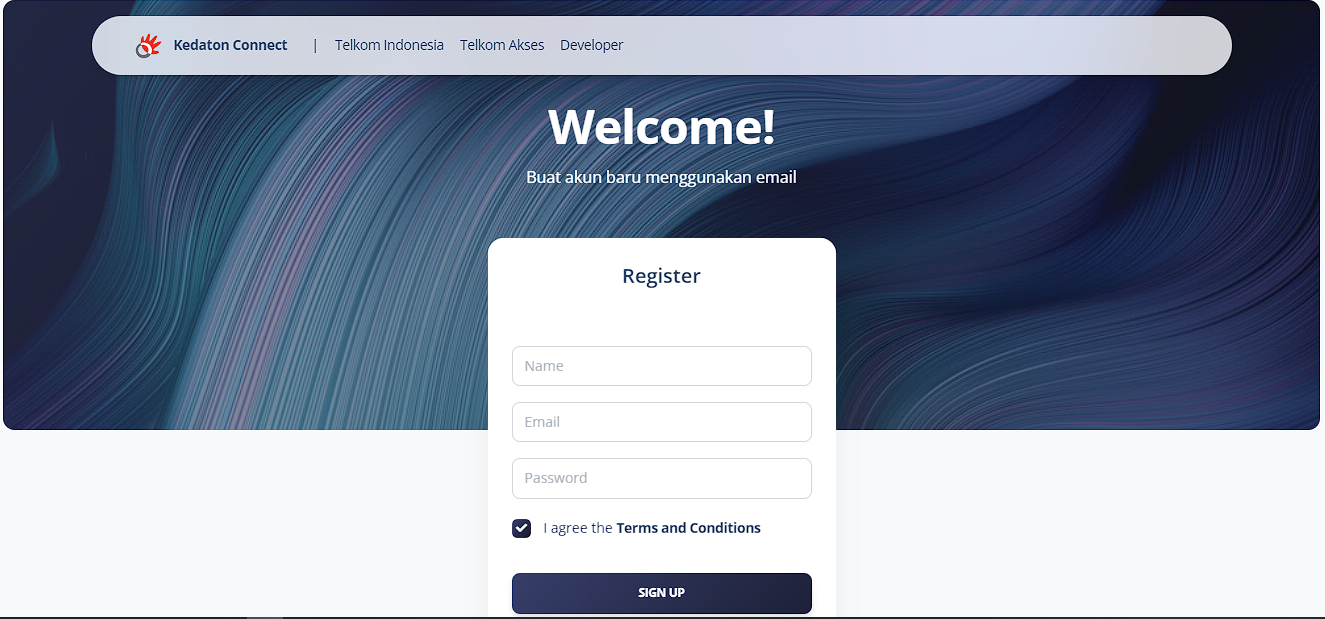 Kedaton Connect | Telkom Indonesia Telkom Akses Developer
Welcome!
Buat akun baru menggunakan email
Register
Name
Email
Password
I agree the Terms and Conditions
SIGN UP